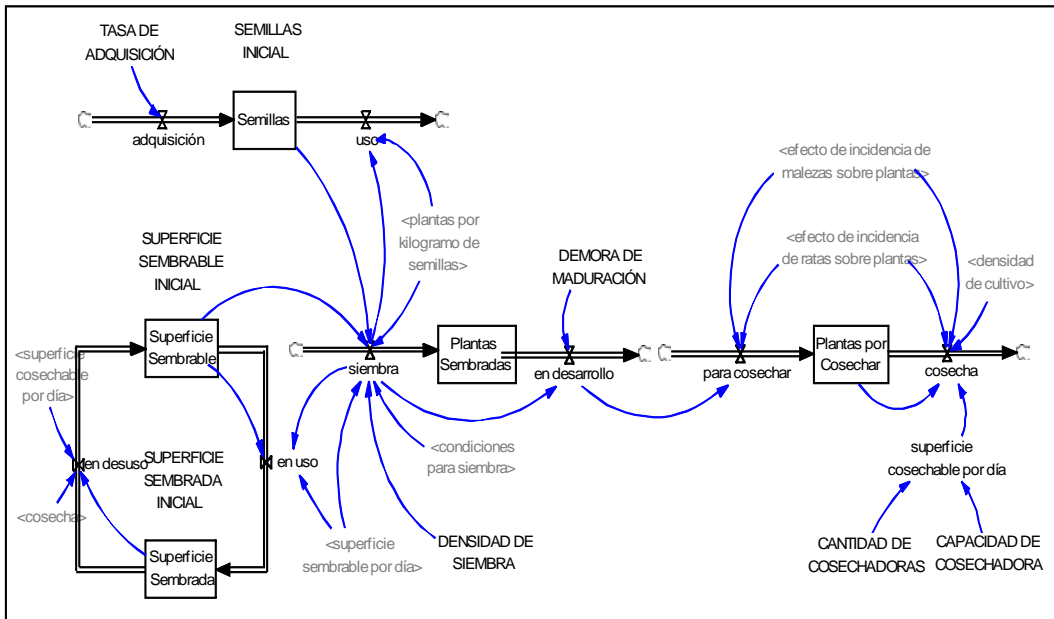 TASA DE
ADQUISICIÓN
SEMILLAS
INICIAL
Semillas
adquisición
uso
<plantas por
kilogramo de
semillas>
<efecto de incidencia de
malezas sobre plantas>
<efecto de incidencia
de ratas sobre plantas>
<densidad
de cultivo>
SUPERFICIE
SEMBRABLE
INICIAL
DEMORA DE
MADURACIÓN
Superficie
Sembrable
<superficie
cosechable
por día>
siembra
Plantas
Sembradas
en desarrollo
para cosechar
Plantas por
Cosechar
cosecha
en desuso
SUPERFICIE
SEMBRADA
INICIAL
en uso
<condiciones
para siembra>
superficie
cosechable por día
<cosecha>
Superficie
Sembrada
<superficie
sembrable por día>
DENSIDAD DE
SIEMBRA
CANTIDAD DE
COSECHADORAS
CAPACIDAD DE
COSECHADORA